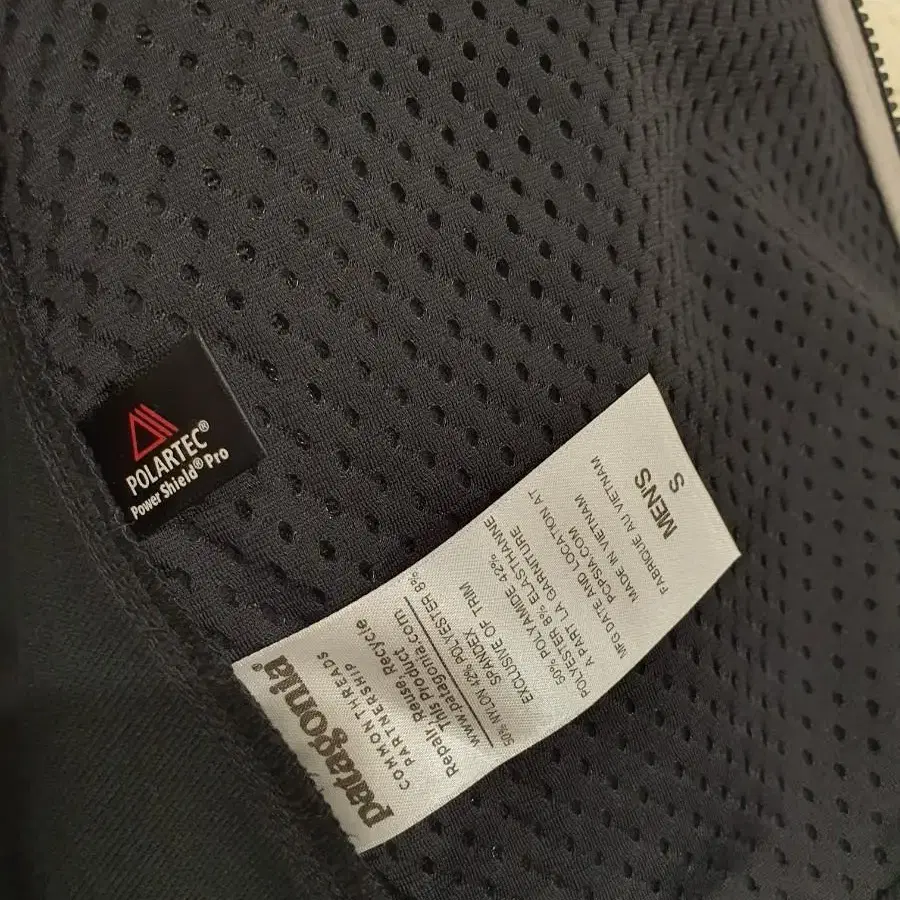 POLARTEC®
Power Shield® Pro
patagonia®
COMMON THREADS
PARTNERSHIP
Repair, Reuse, Recycle
This Product
www.patagonia.com
50% NYLON 42% POLYESTER 8%
SPANDEX
EXCLUSIVE OF TRIM
50% POLYAMIDE 42%
POLYESTER 8% ELASTHANNE
A PART LA GARNITURE
MFG DATE AND LOCATION AT
PCPSIA.COM
MADE IN VIETNAM
FABRIQUE AU VIETNAM
MEN'S
S